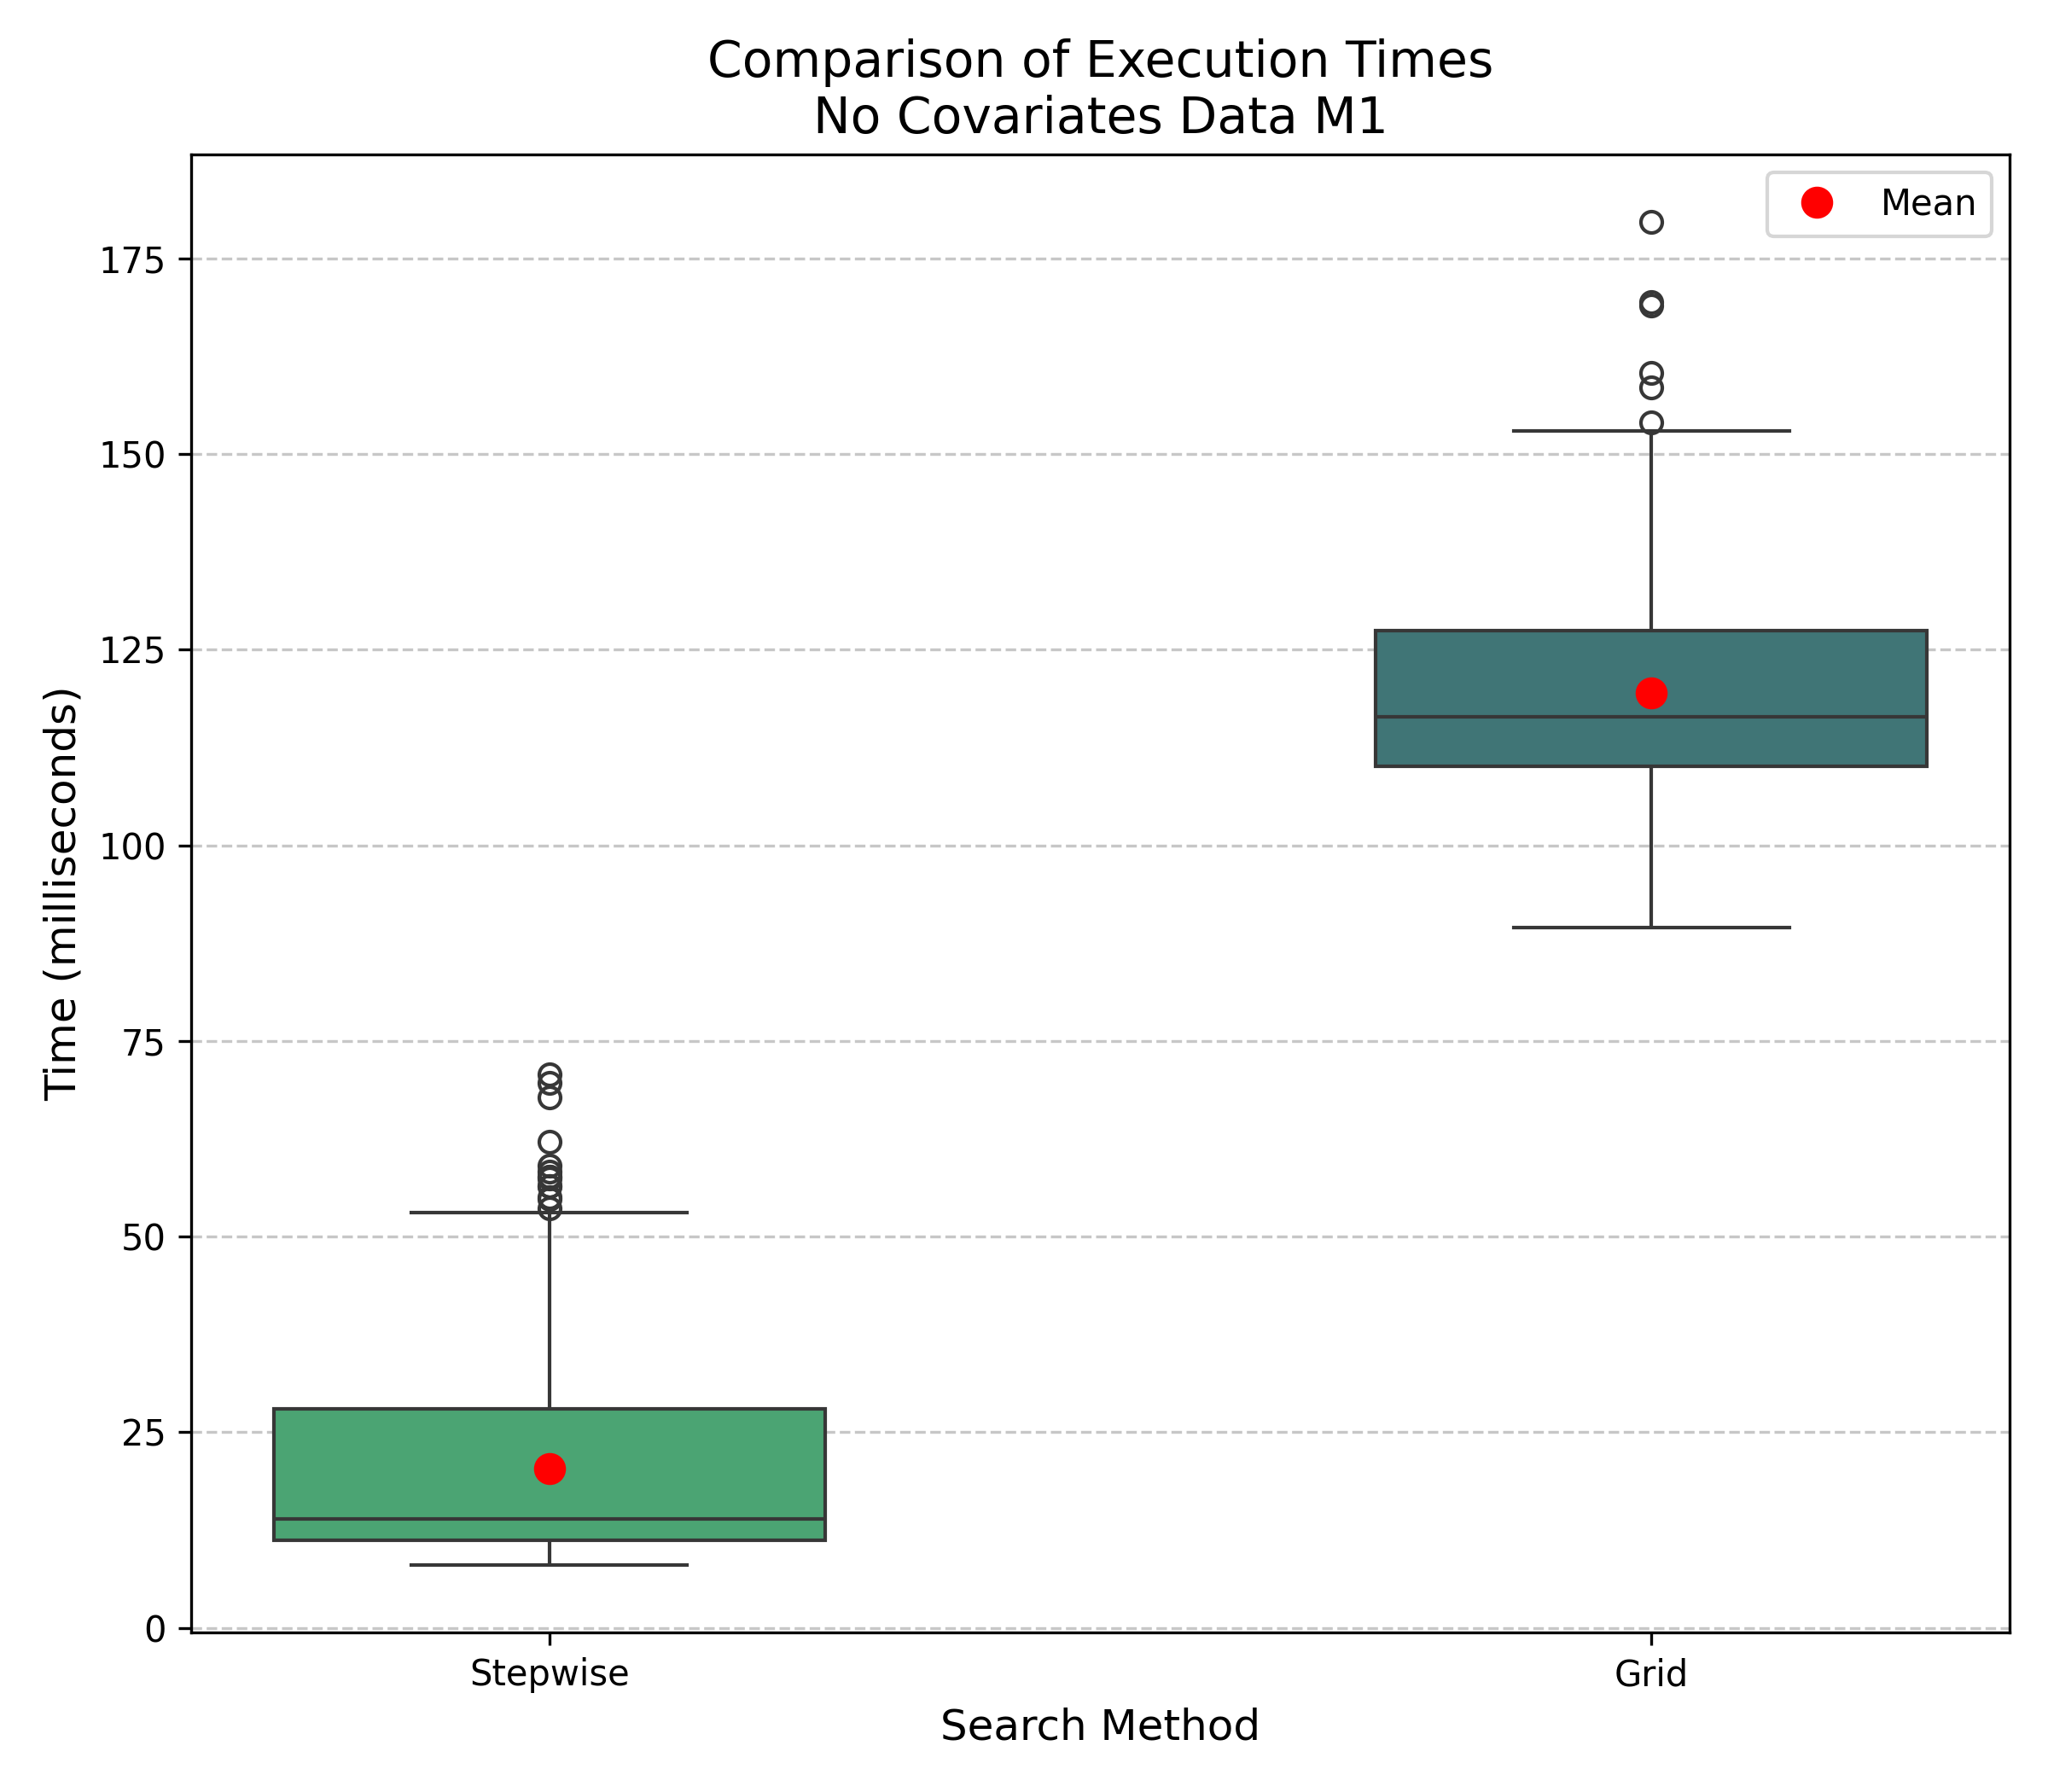 Comparison of Execution Times
No Covariates Data M1
Mean
175
150
125
100
75
50
25
0
Time (milliseconds)
Stepwise
Grid
Search Method